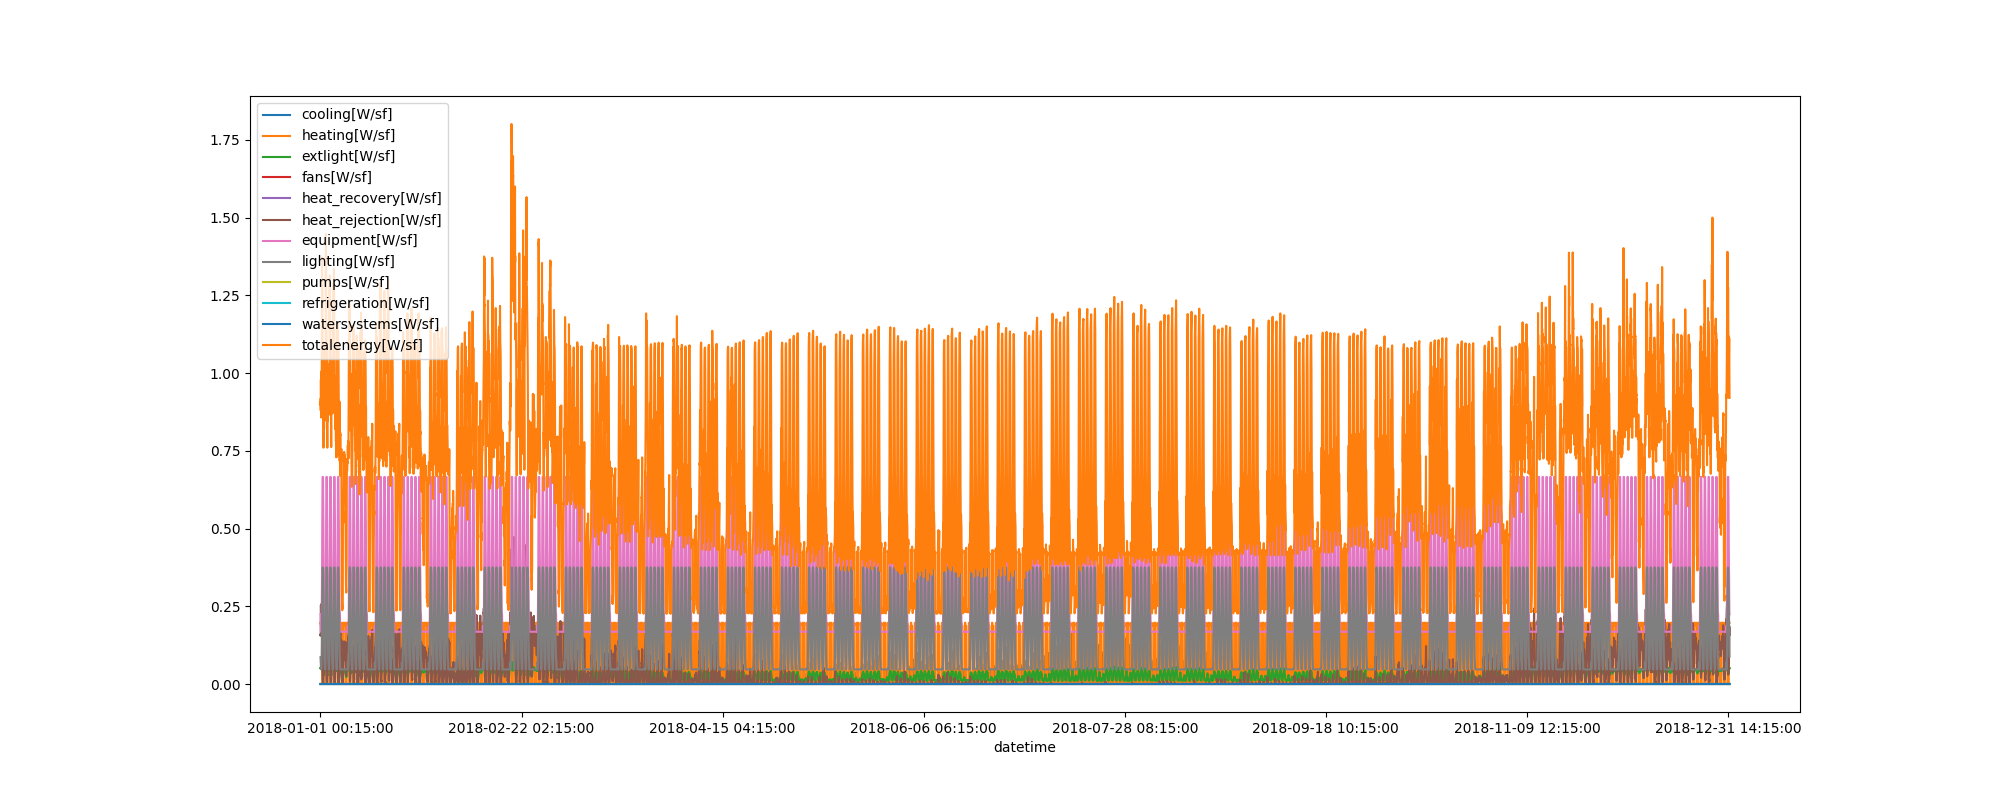 cooling[W/sf]
heating[W/sf]
extlight[W/sf]
fans[W/sf]
heat_recovery[W/sf]
heat_rejection[W/sf]
equipment[W/sf]
lighting[W/sf]
pumps[W/sf]
refrigeration[W/sf]
watersystems[W/sf]
totalenergy[W/sf]
1.75
1.50
1.25
1.00
0.75
0.50
0.25
0.00
2018-01-01 00:15:00 2018-02-22 02:15:00 2018-04-15 04:15:00 2018-06-06 06:15:00 2018-07-28 08:15:00 2018-09-18 10:15:00 2018-11-09 12:15:00 2018-12-31 14:15:00
datetime